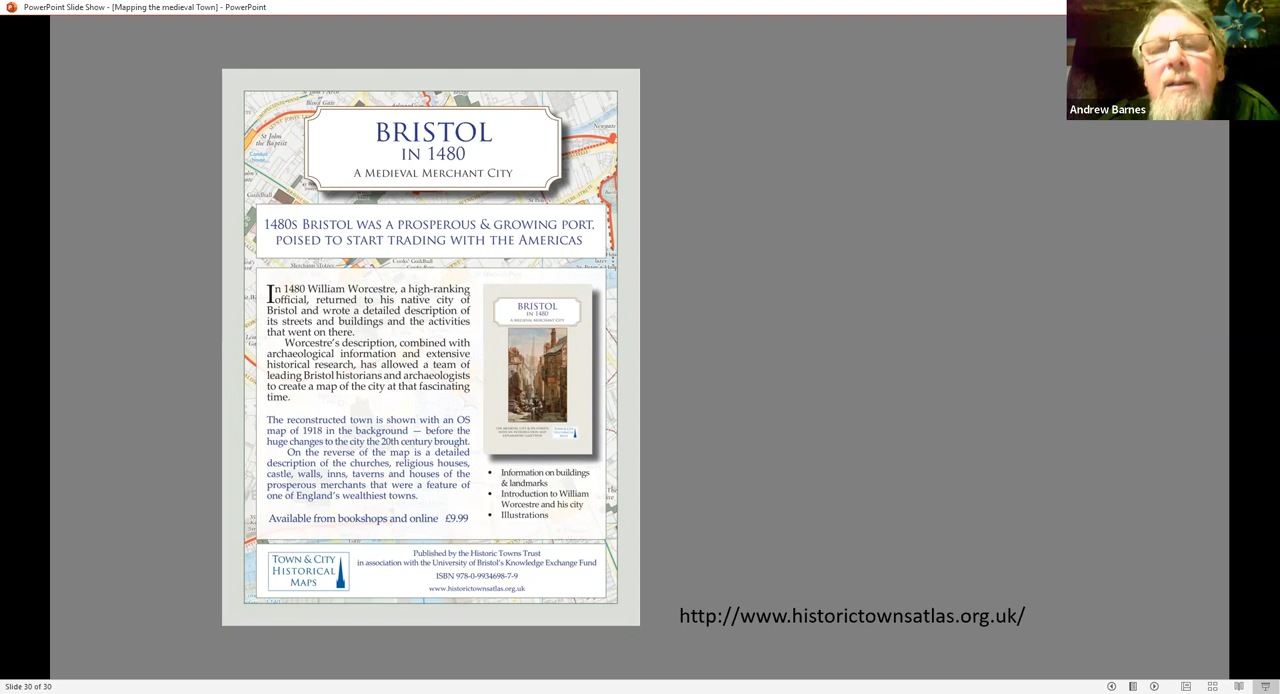 PowerPoint Slide Show - [Mapping the medieval Town] - PowerPoint
Andrew Barnes
St John
the Baptist
Newgate
Guildhall
BRISTOL
IN 1480
A MEDIEVAL MERCHANT CITY
1480S BRISTOL WAS A PROSPEROUS & GROWING PORT,
POISED TO START TRADING WITH THE AMERICAS
In 1480 William Worcestre, a high-ranking
official, returned to his native city of
Bristol and wrote a detailed description of
its streets and buildings and the activities
that went on there.
Worcestre's description, combined with
archaeological information and extensive
historical research, has allowed a team of
leading Bristol historians and archaeologists
to create a map of the city at that fascinating
time.
The reconstructed town is shown with an OS
map of 1918 in the background — before the
huge changes to the city the 20th century brought.
On the reverse of the map is a detailed
description of the churches, religious houses,
castle, walls, inns, taverns and houses of the
prosperous merchants that were a feature of
one of England's wealthiest towns.
Available from bookshops and online £9.99
BRISTOL
IN 1480
A MEDIEVAL MERCHANT CITY
• Information on buildings
& landmarks
• Introduction to William
Worcestre and his city
• Illustrations
TOWN & CITY
HISTORICAL
MAPS
Published by the Historic Towns Trust
in association with the University of Bristol's Knowledge Exchange Fund
ISBN 978-0-9934698-7-9
www.historictownsatlas.org.uk
http://www.historictownsatlas.org.uk/
Slide 30 of 30